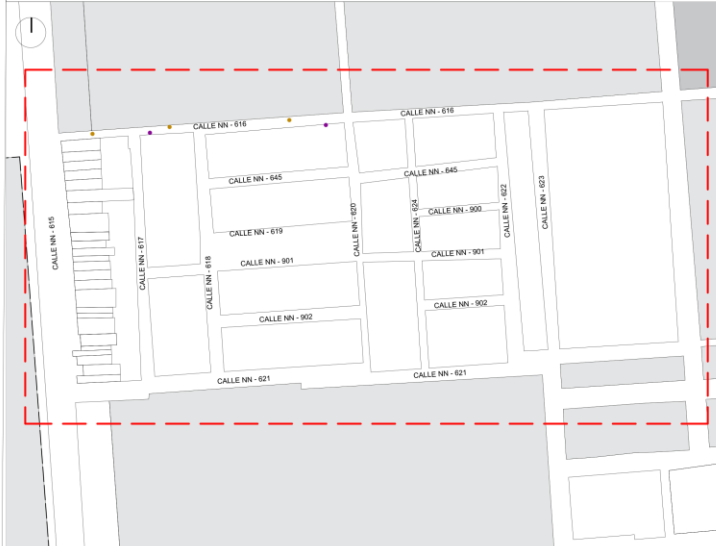 CALLE NN - 616
CALLE NN - 616
CALLE NN - 645
CALLE NN - 645
CALLE NN - 615
CALLE NN - 617
CALLE NN - 618
CALLE NN - 619
CALLE NN - 620
CALLE NN - 624
CALLE NN - 900
CALLE NN - 622
CALLE NN - 623
CALLE NN - 901
CALLE NN - 901
CALLE NN - 902
CALLE NN - 902
CALLE NN - 621
CALLE NN - 621